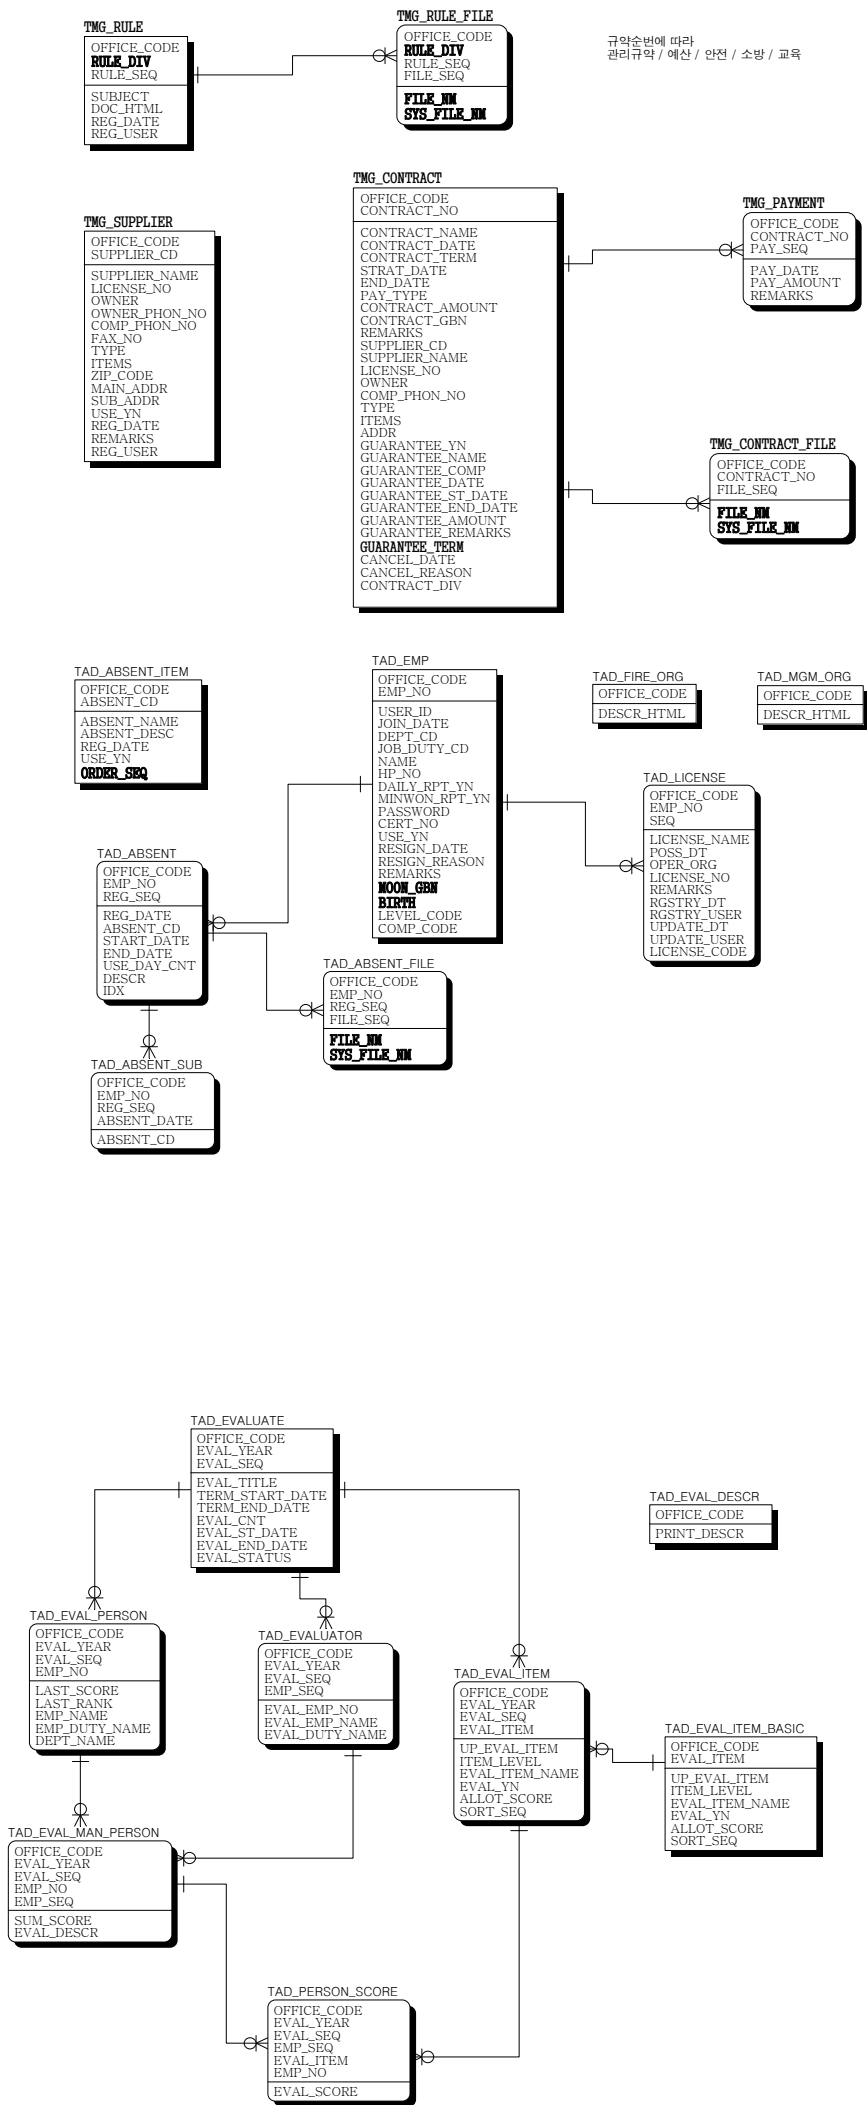 TMG_RULE
OFFICE_CODE
RULE_DIV
RULE_SEQ
SUBJECT
DOC_HTML
REG_DATE
REG_USER
TMG_RULE_FILE
OFFICE_CODE
RULE_DIV
RULE_SEQ
FILE_SEQ
FILE_NM
SYS_FILE_NM
규약순번에 따라
관리규약 / 예산 / 안전 / 소방 / 교육
TMG_SUPPLIER
OFFICE_CODE
SUPPLIER_CD
SUPPLIER_NAME
LICENSE_NO
OWNER
OWNER_PHON_NO
COMP_PHON_NO
FAX_NO
TYPE
ITEMS
ZIP_CODE
MAIN_ADDR
SUB_ADDR
USE_YN
REG_DATE
REMARKS
REG_USER
TMG_CONTRACT
OFFICE_CODE
CONTRACT_NO
CONTRACT_NAME
CONTRACT_DATE
CONTRACT_TERM
STRAT_DATE
END_DATE
PAY_TYPE
CONTRACT_AMOUNT
CONTRACT_GBN
REMARKS
SUPPLIER_CD
SUPPLIER_NAME
LICENSE_NO
OWNER
COMP_PHON_NO
TYPE
ITEMS
ADDR
GUARANTEE_YN
GUARANTEE_NAME
GUARANTEE_COMP
GUARANTEE_DATE
GUARANTEE_ST_DATE
GUARANTEE_END_DATE
GUARANTEE_AMOUNT
GUARANTEE_REMARKS
GUARANTEE_TERM
CANCEL_DATE
CANCEL_REASON
CONTRACT_DIV
TMG_PAYMENT
OFFICE_CODE
CONTRACT_NO
PAY_SEQ
PAY_DATE
PAY_AMOUNT
REMARKS
TMG_CONTRACT_FILE
OFFICE_CODE
CONTRACT_NO
FILE_SEQ
FILE_NM
SYS_FILE_NM
TAD_ABSENT_ITEM
OFFICE_CODE
ABSENT_CD
ABSENT_NAME
ABSENT_DESC
REG_DATE
USE_YN
ORDER_SEQ
TAD_EMP
OFFICE_CODE
EMP_NO
USER_ID
JOIN_DATE
DEPT_CD
JOB_DUTY_CD
NAME
HP_NO
DAILY_RPT_YN
MINWON_RPT_YN
PASSWORD
CERT_NO
USE_YN
RESIGN_DATE
RESIGN_REASON
REMARKS
MOON_GBN
BIRTH
LEVEL_CODE
COMP_CODE
TAD_FIRE_ORG
OFFICE_CODE
DESCR_HTML
TAD_MGM_ORG
OFFICE_CODE
DESCR_HTML
TAD_LICENSE
OFFICE_CODE
EMP_NO
SEQ
LICENSE_NAME
POSS_DT
OPER_ORG
LICENSE_NO
REMARKS
RGSTRY_DT
RGSTRY_USER
UPDATE_DT
UPDATE_USER
LICENSE_CODE
TAD_ABSENT
OFFICE_CODE
EMP_NO
REG_SEQ
REG_DATE
ABSENT_CD
START_DATE
END_DATE
USE_DAY_CNT
DESCR
IDX
TAD_ABSENT_FILE
OFFICE_CODE
EMP_NO
REG_SEQ
FILE_SEQ
FILE_NM
SYS_FILE_NM
TAD_ABSENT_SUB
OFFICE_CODE
EMP_NO
REG_SEQ
ABSENT_DATE
ABSENT_CD
TAD_EVALUATE
OFFICE_CODE
EVAL_YEAR
EVAL_SEQ
EVAL_TITLE
TERM_START_DATE
TERM_END_DATE
EVAL_CNT
EVAL_ST_DATE
EVAL_END_DATE
EVAL_STATUS
TAD_EVAL_DESCR
OFFICE_CODE
PRINT_DESCR
TAD_EVAL_PERSON
OFFICE_CODE
EVAL_YEAR
EVAL_SEQ
EMP_NO
LAST_SCORE
LAST_RANK
EMP_NAME
EMP_DUTY_NAME
DEPT_NAME
TAD_EVALUATOR
OFFICE_CODE
EVAL_YEAR
EVAL_SEQ
EMP_SEQ
EVAL_EMP_NO
EVAL_EMP_NAME
EVAL_DUTY_NAME
TAD_EVAL_ITEM
OFFICE_CODE
EVAL_YEAR
EVAL_SEQ
EVAL_ITEM
UP_EVAL_ITEM
ITEM_LEVEL
EVAL_ITEM_NAME
EVAL_YN
ALLOT_SCORE
SORT_SEQ
TAD_EVAL_ITEM_BASIC
OFFICE_CODE
EVAL_ITEM
UP_EVAL_ITEM
ITEM_LEVEL
EVAL_ITEM_NAME
EVAL_YN
ALLOT_SCORE
SORT_SEQ
TAD_EVAL_MAN_PERSON
OFFICE_CODE
EVAL_YEAR
EVAL_SEQ
EMP_NO
EMP_SEQ
SUM_SCORE
EVAL_DESCR
TAD_PERSON_SCORE
OFFICE_CODE
EVAL_YEAR
EVAL_SEQ
EMP_SEQ
EVAL_ITEM
EMP_NO
EVAL_SCORE